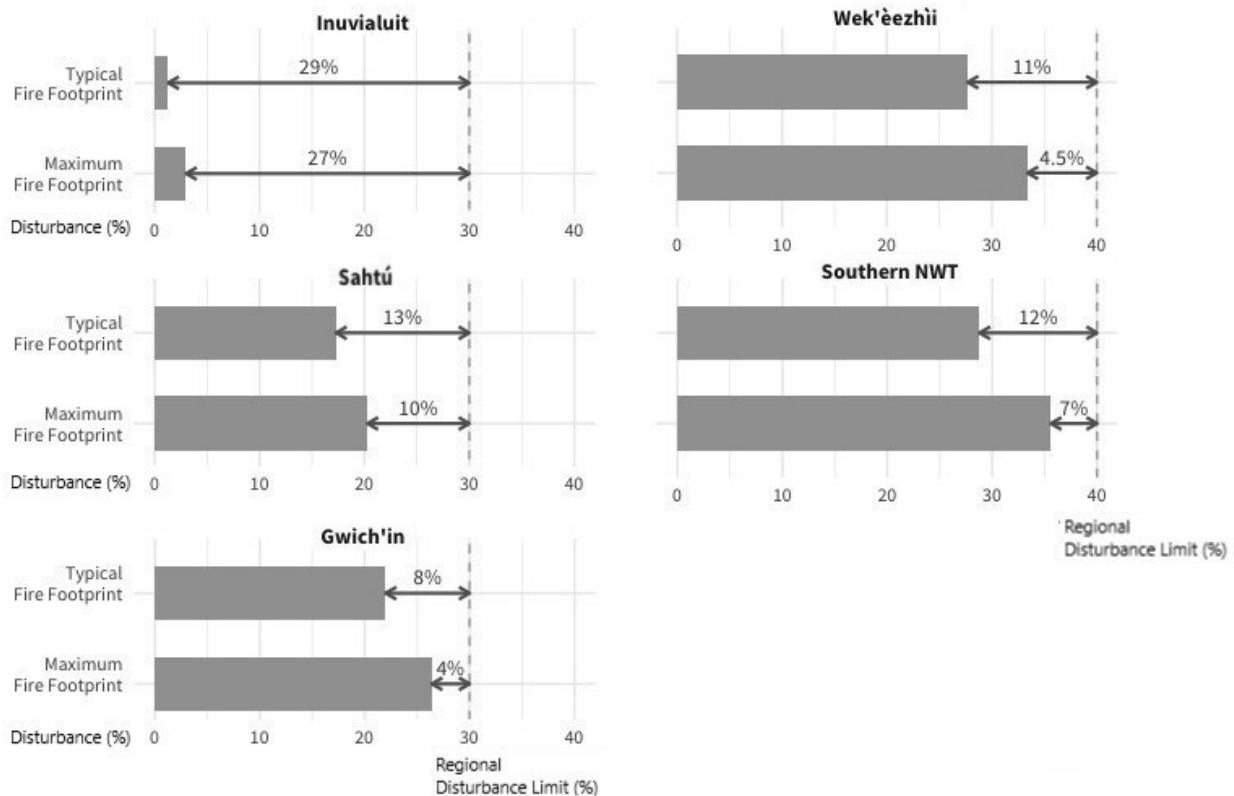 Inuvialuit
Typical
Fire Footprint
29%
Maximum
Fire Footprint
27%
Disturbance (%)
0 10 20 30 40
Wek'èezhìi
11%
4.5%
0 10 20 30 40
Sahtú
Typical
Fire Footprint
13%
Maximum
Fire Footprint
10%
Disturbance (%)
0 10 20 30 40
Southern NWT
12%
7%
0 10 20 30 40
Regional
Disturbance Limit (%)
Gwich'in
Typical
Fire Footprint
8%
Maximum
Fire Footprint
4%
Disturbance (%)
0 10 20 30 40
Regional
Disturbance Limit (%)